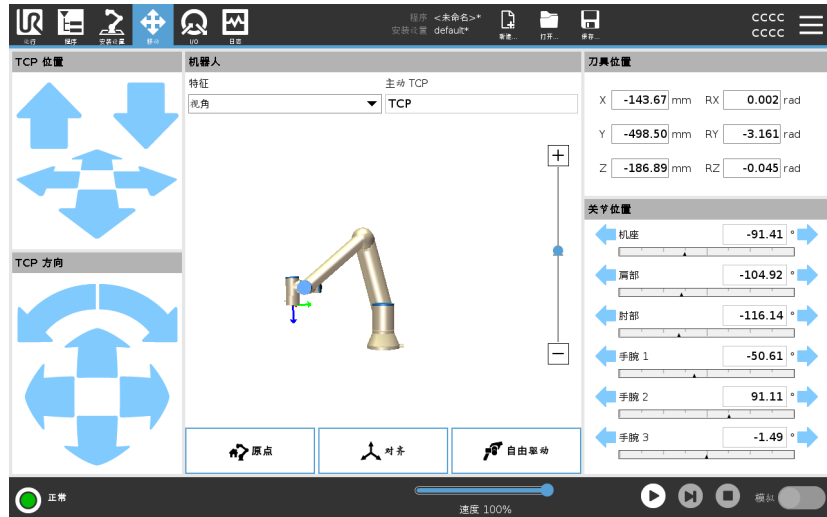 运行 程序 安装设置 移动 I/O 日志
程序 <未命名>*
安装设置 default*
新建... 打开... 保存...
cccc
cccc
TCP 位置
机器人
特征 主动 TCP
视角 TCP
刀具位置
X -143.67 mm RX 0.002 rad
Y -498.50 mm RY -3.161 rad
Z -186.89 mm RZ -0.045 rad
关节位置
机座 -91.41 °
肩部 -104.92 °
肘部 -116.14 °
手腕 1 -50.61 °
手腕 2 91.11 °
手腕 3 -1.49 °
TCP 方向
原点 对齐 自由驱动
正常
速度 100%
模拟